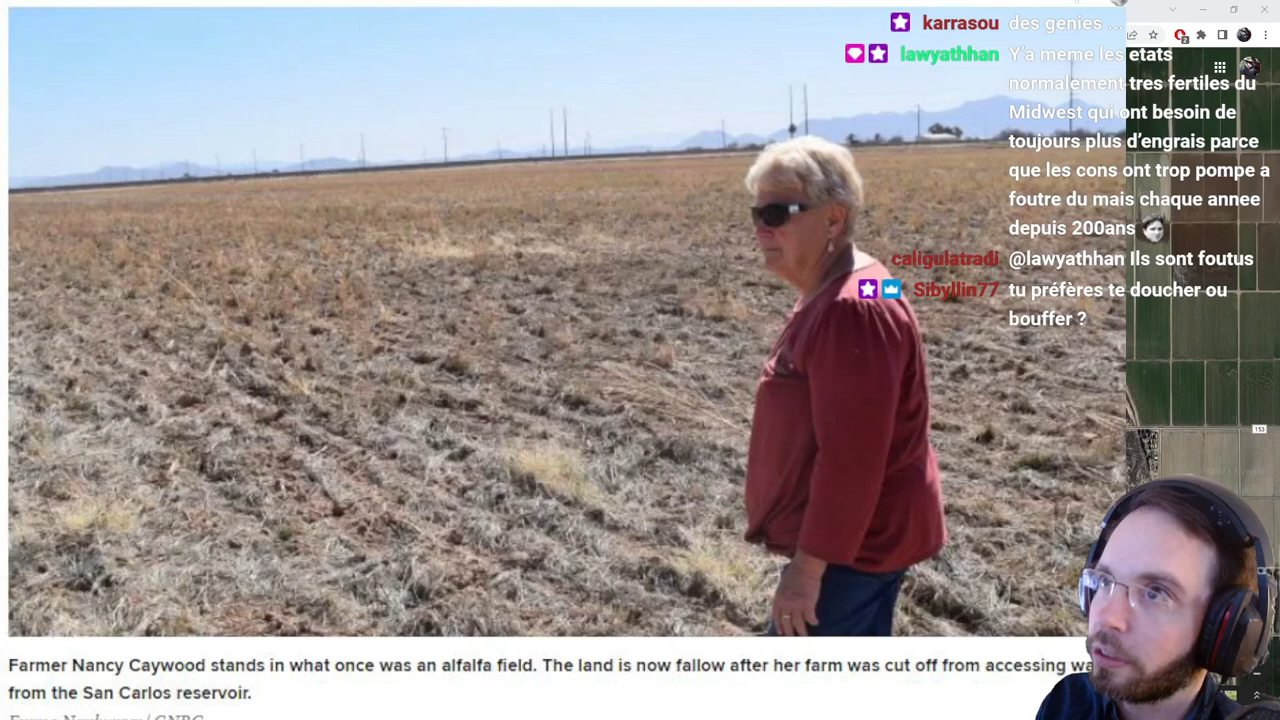 karrasou des genies ...
lawyathhan Y'a meme les etats
normalement tres fertiles du
Midwest qui ont besoin de
toujours plus d'engrais parce
que les cons ont trop pompe a
foutre du mais chaque annee
depuis 200ans
caligulatradi @lawyathhan Ils sont foutus
Sibyllin77 tu préfères te doucher ou
bouffer ?
153
Farmer Nancy Caywood stands in what once was an alfalfa field. The land is now fallow after her farm was cut off from accessing
from the San Carlos reservoir.